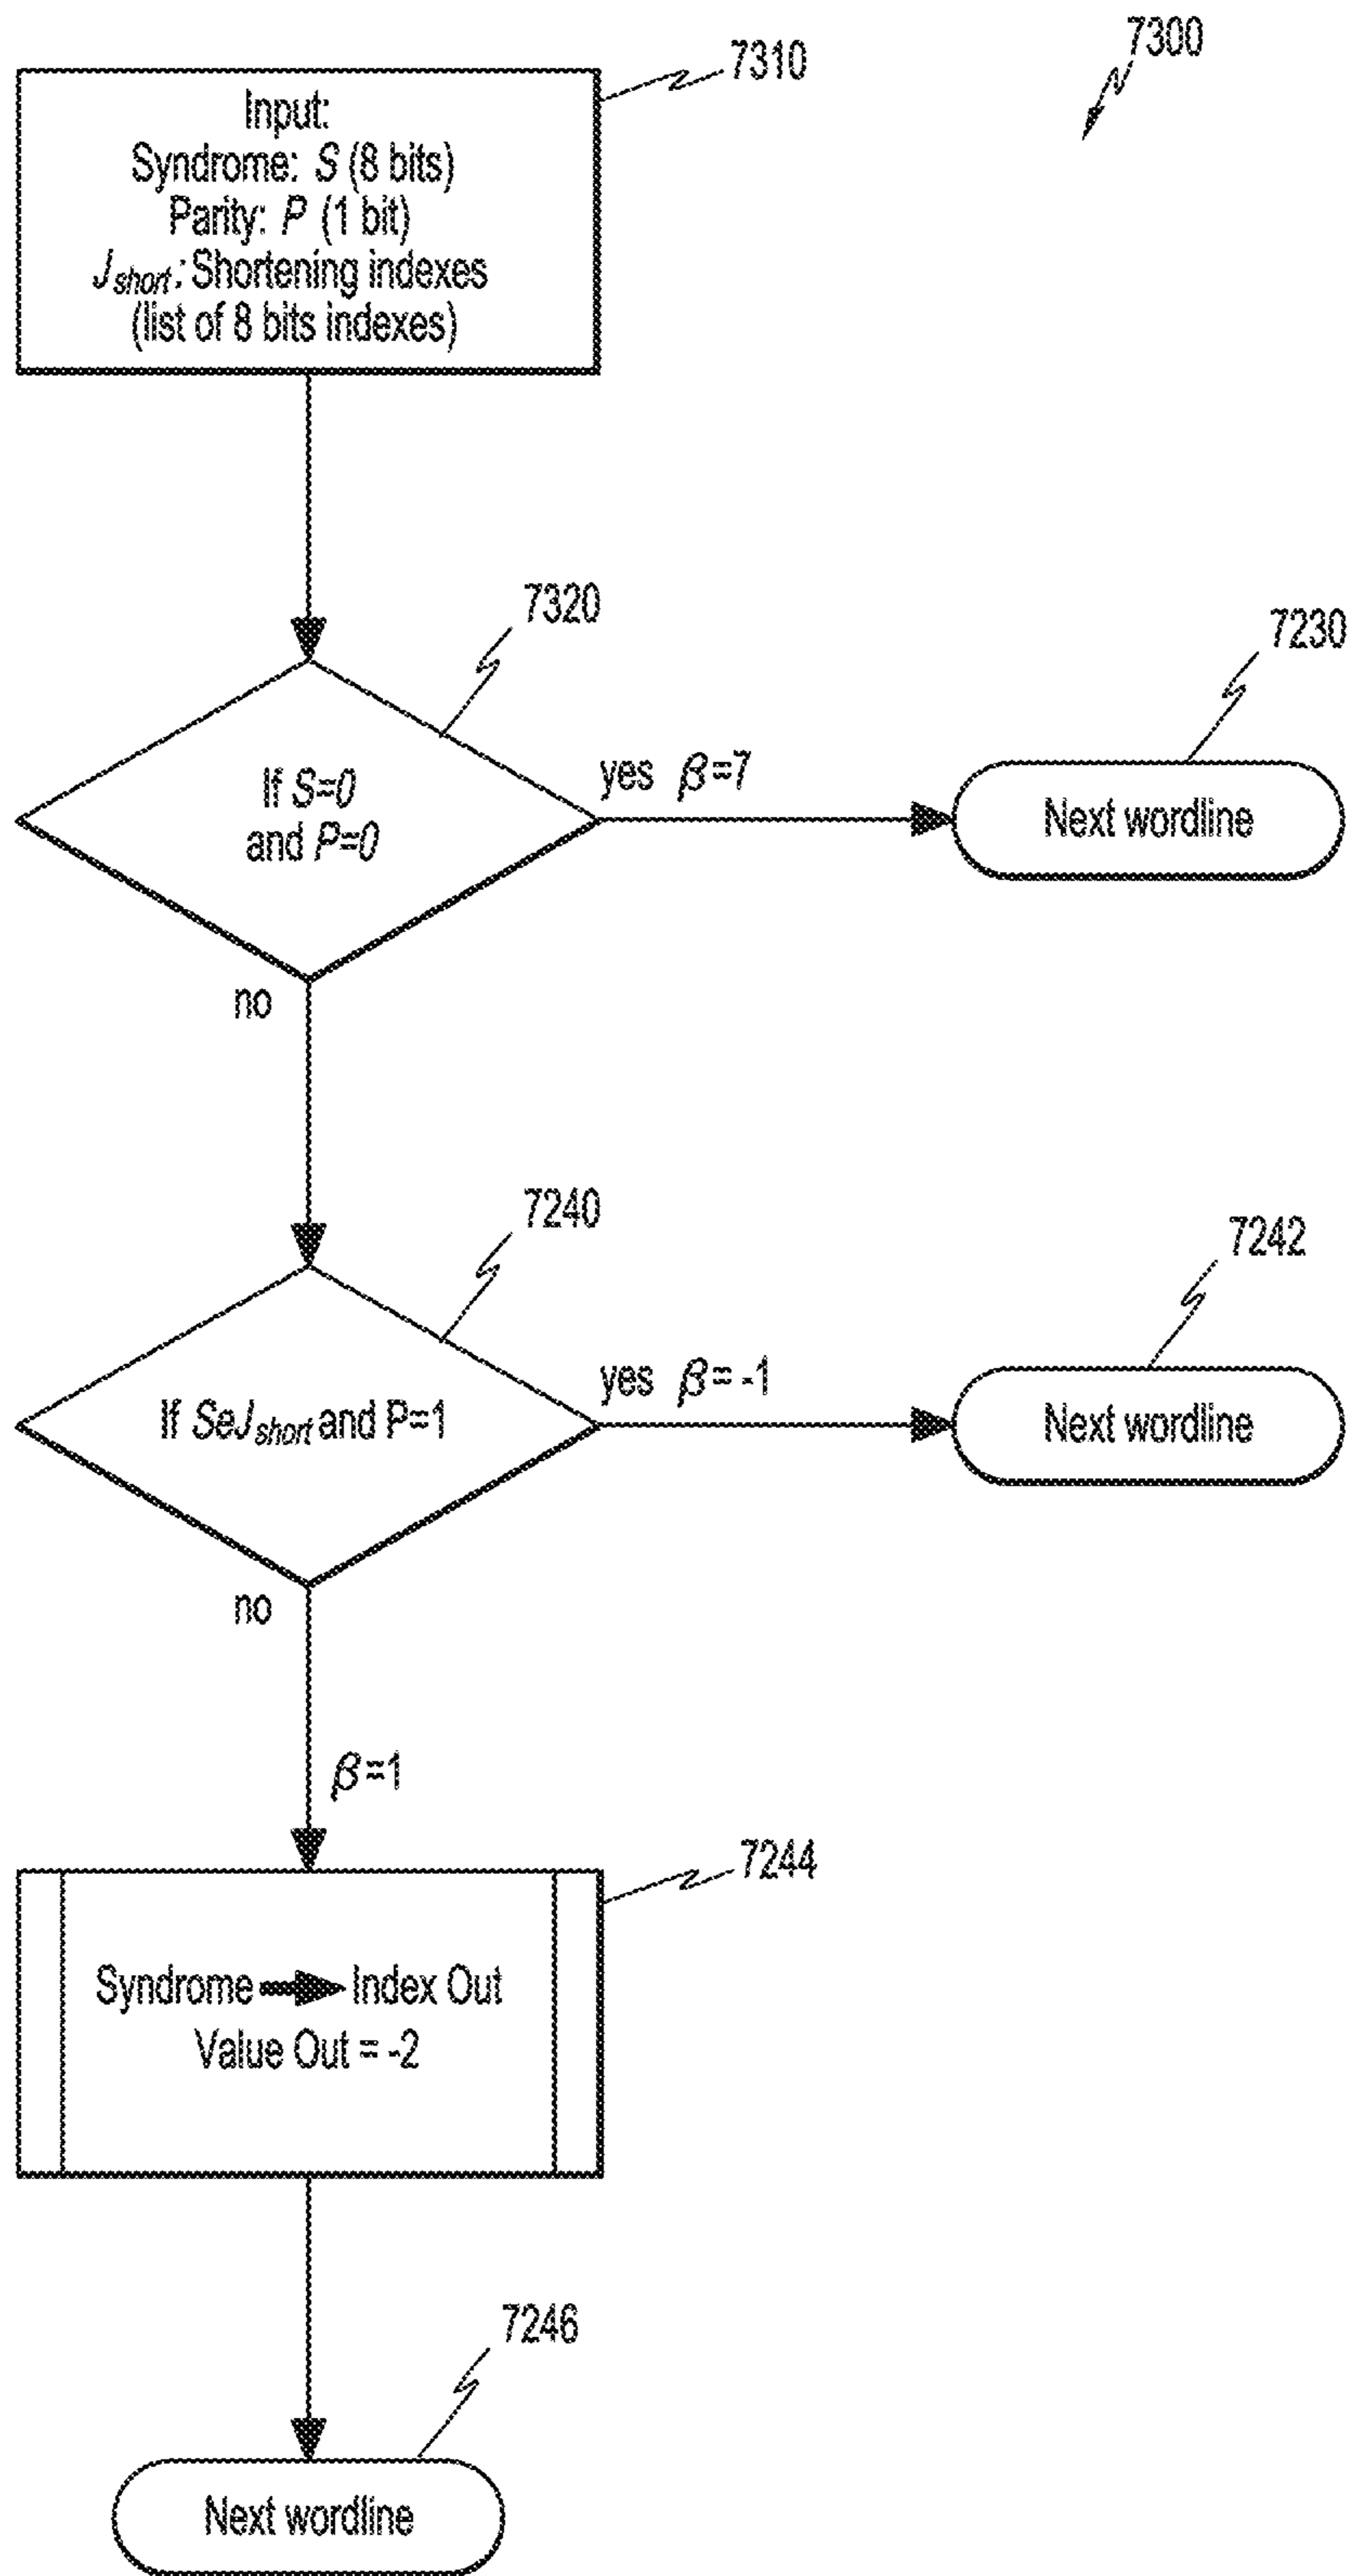 7300
7310
Input:
Syndrome: S (8 bits)
Parity: P (1 bit)
Jshort: Shortening indexes
(list of 8 bits indexes)
7320
7230
If S=0
and P=0
yes β=7
Next wordline
no
7240
7242
If SeJshort and P=1
yes β= -1
Next wordline
no
β=1
7244
Syndrome → Index Out
Value Out = -2
7246
Next wordline